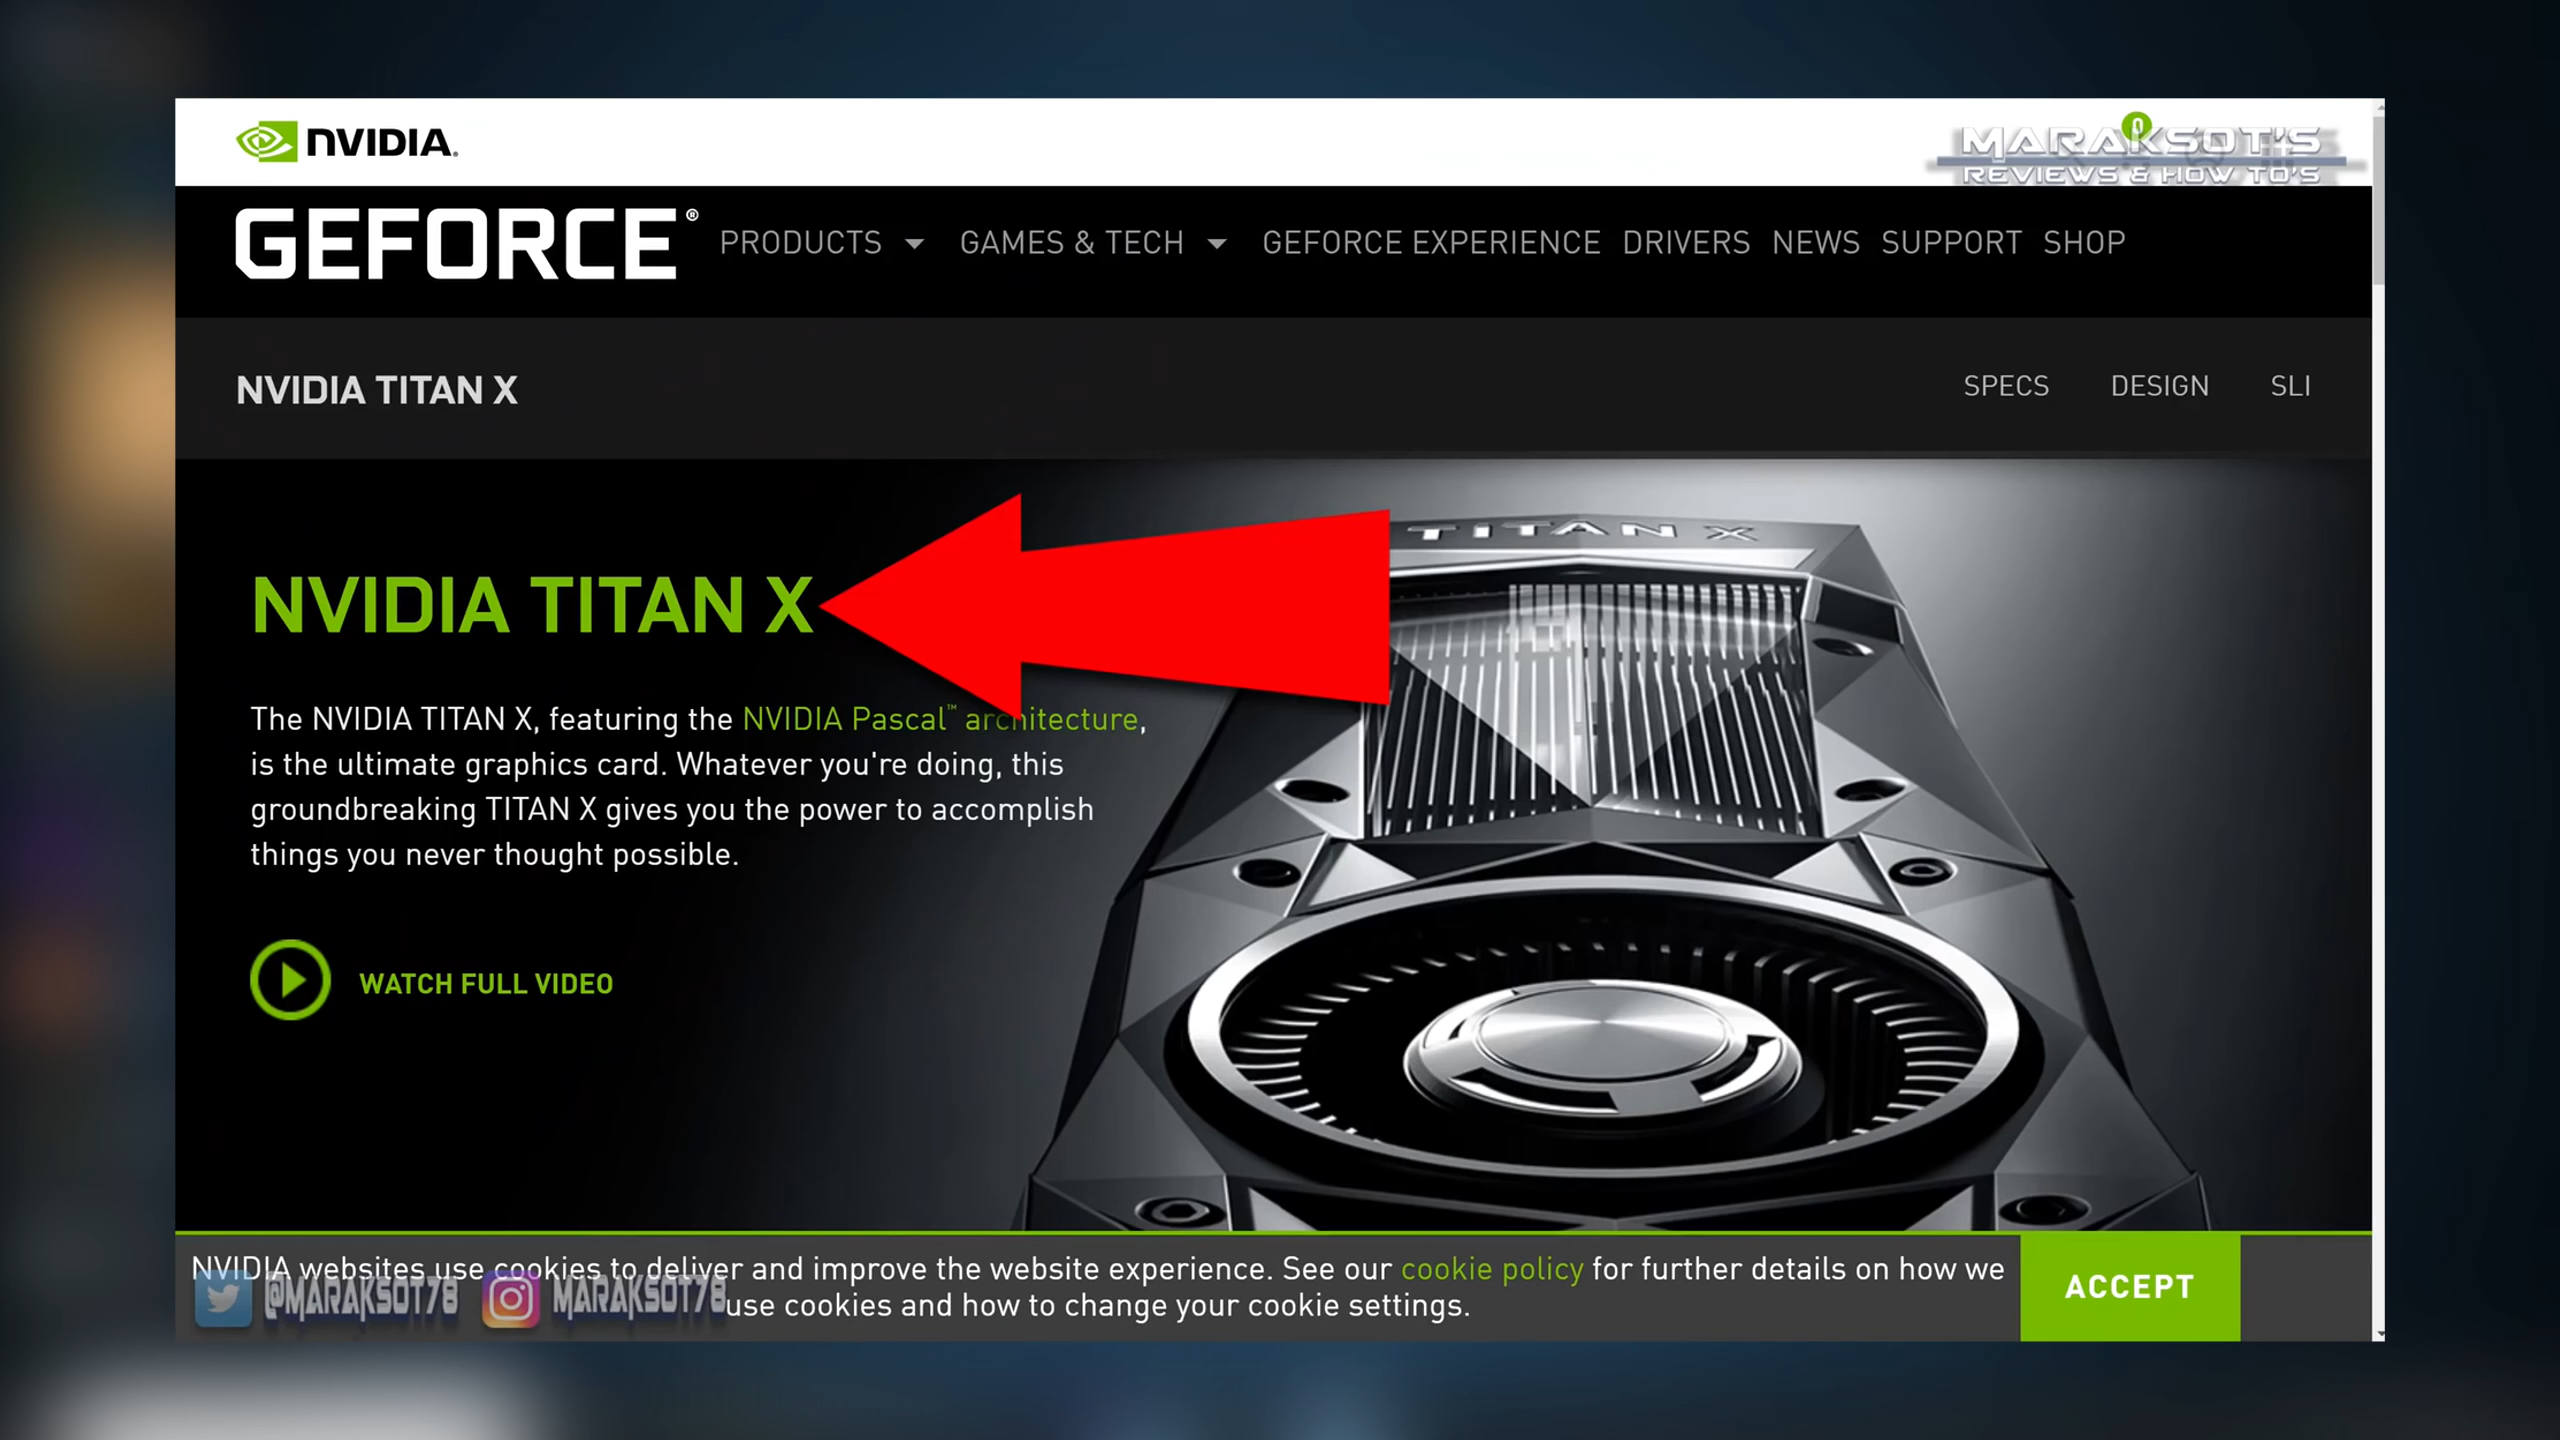 NVIDIA.
0
MARAKSOT'S
REVIEWS & HOW TO'S
GEFORCE® PRODUCTS GAMES & TECH GEFORCE EXPERIENCE DRIVERS NEWS SUPPORT SHOP
NVIDIA TITAN X SPECS DESIGN SLI
TITAN X
NVIDIA TITAN X
The NVIDIA TITAN X, featuring the NVIDIA Pascal™ architecture,
is the ultimate graphics card. Whatever you're doing, this
groundbreaking TITAN X gives you the power to accomplish
things you never thought possible.
WATCH FULL VIDEO
NVIDIA websites use cookies to deliver and improve the website experience. See our cookie policy for further details on how we
use cookies and how to change your cookie settings.
ACCEPT
@MARAKSOT78 MARAKSOT78